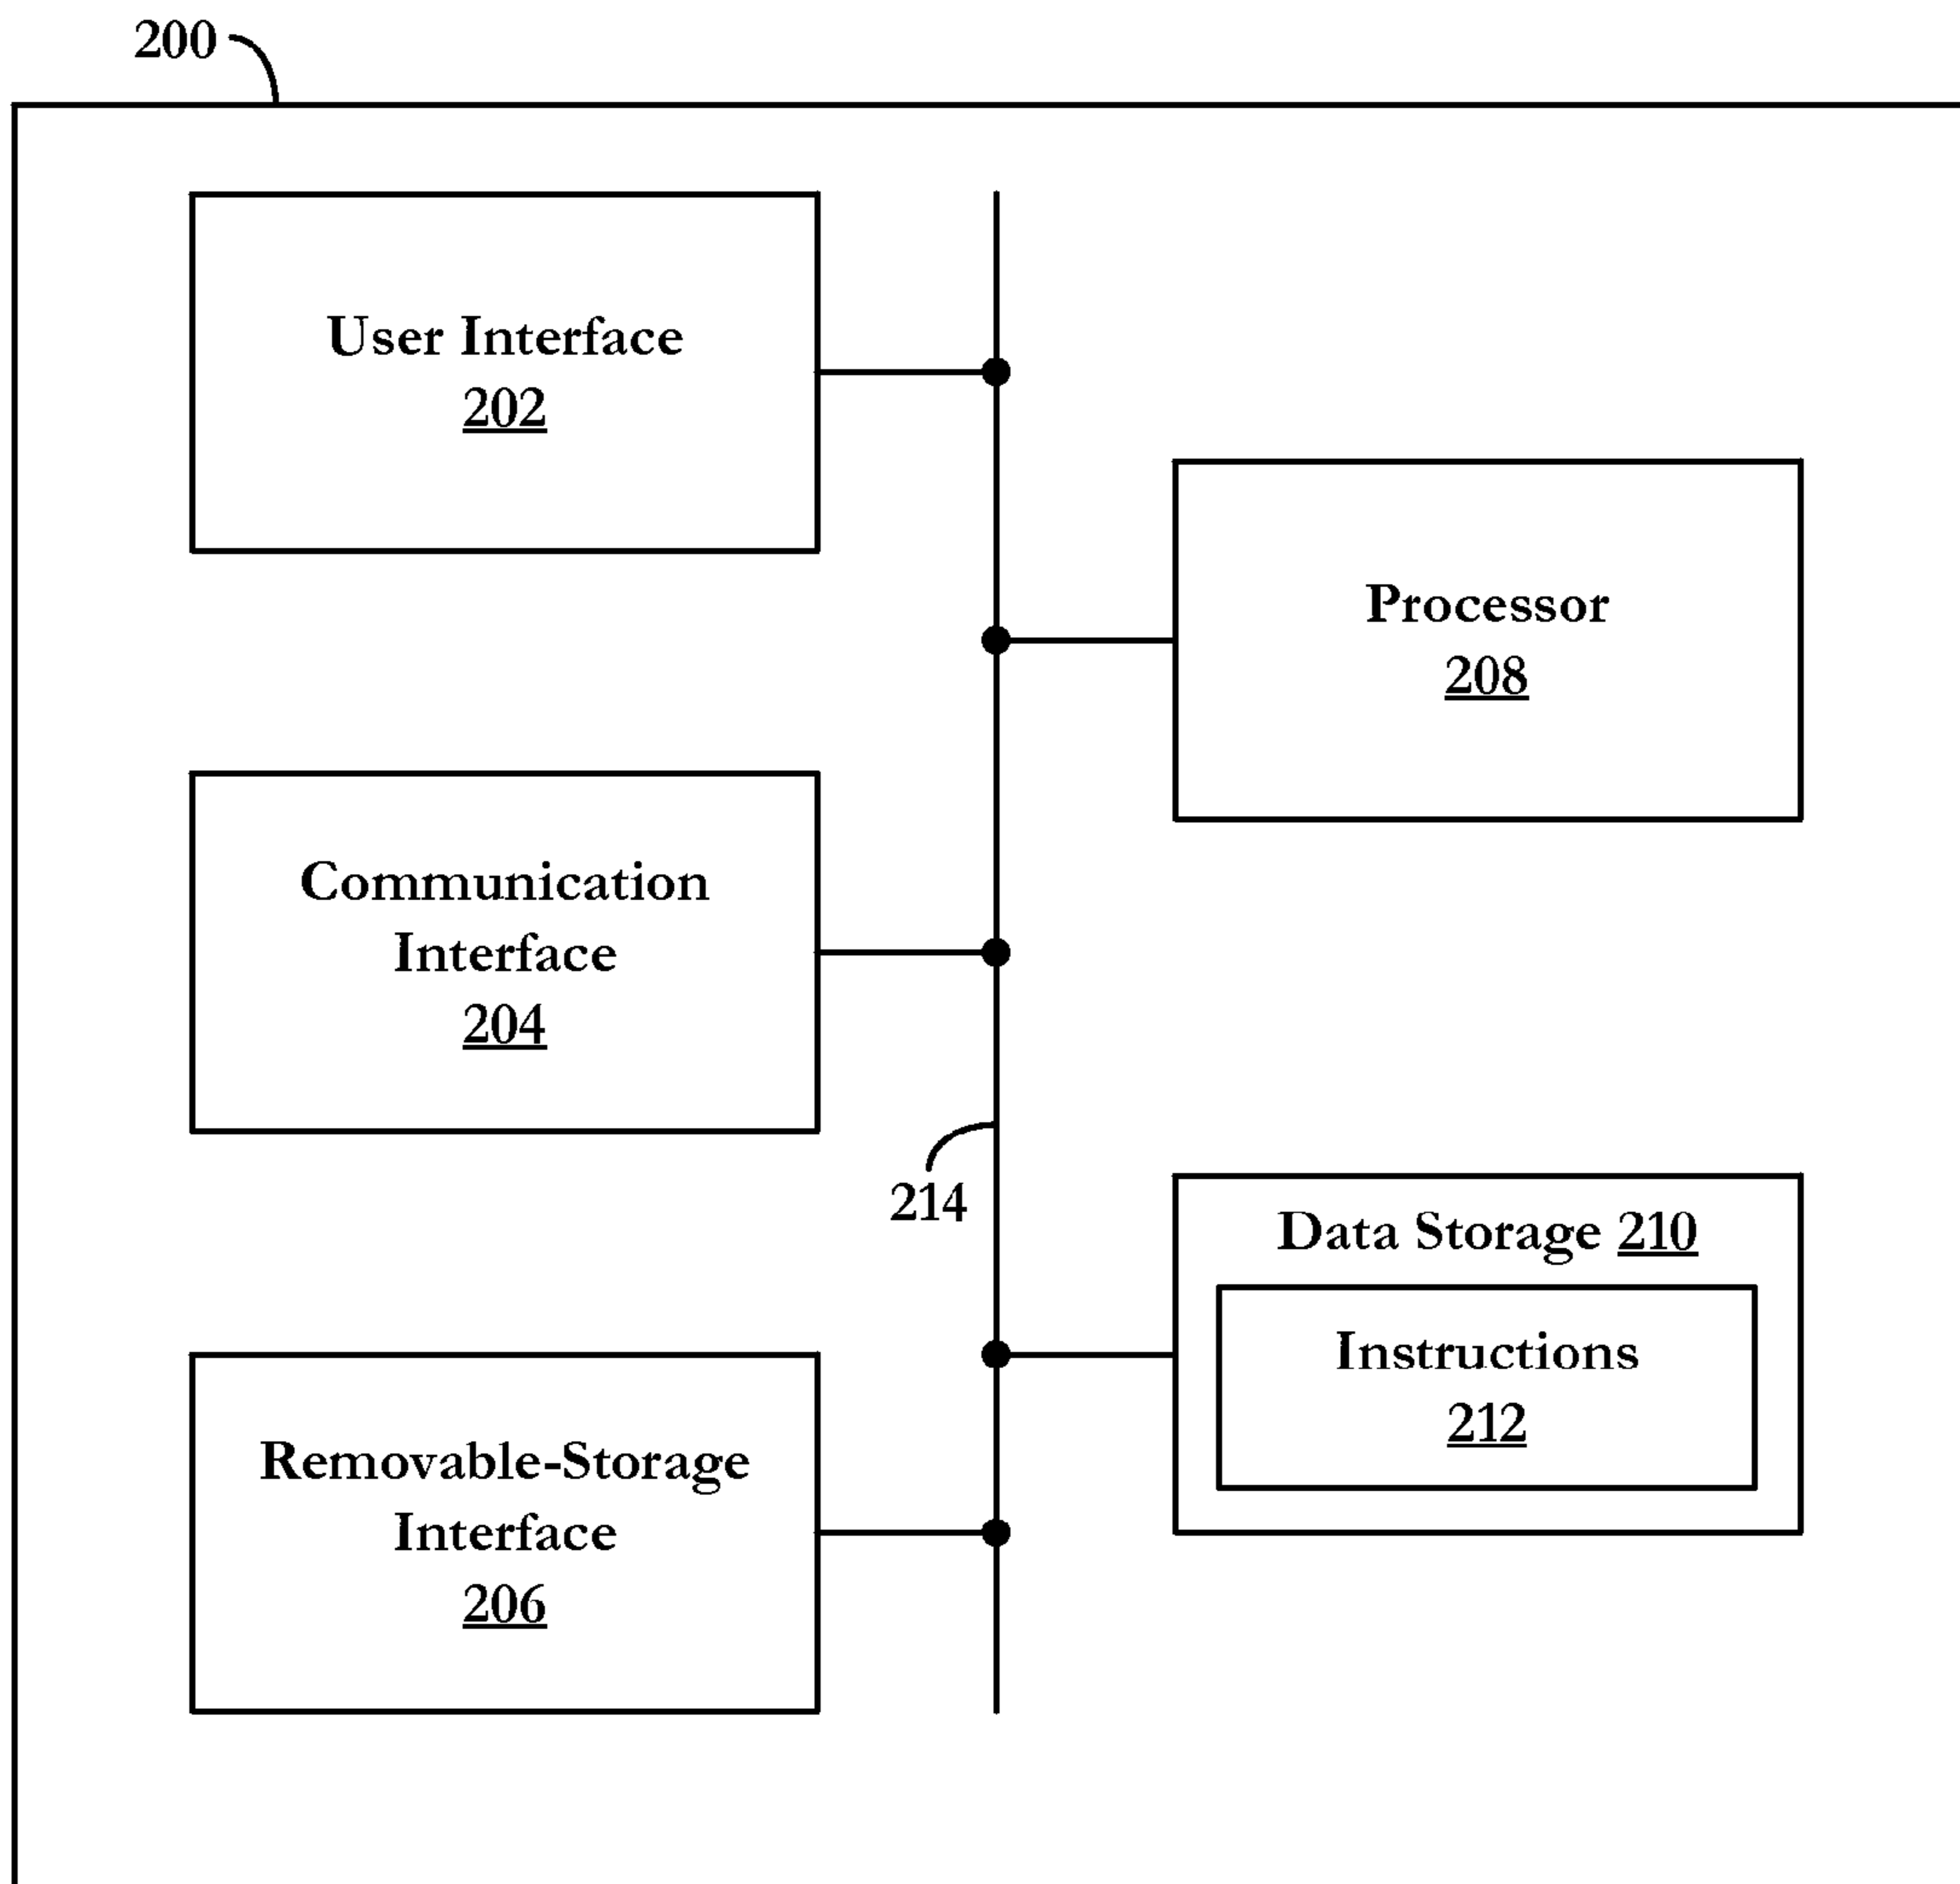 200
User Interface
202
Processor
208
Communication
Interface
204
214
Data Storage 210
Instructions
212
Removable-Storage
Interface
206